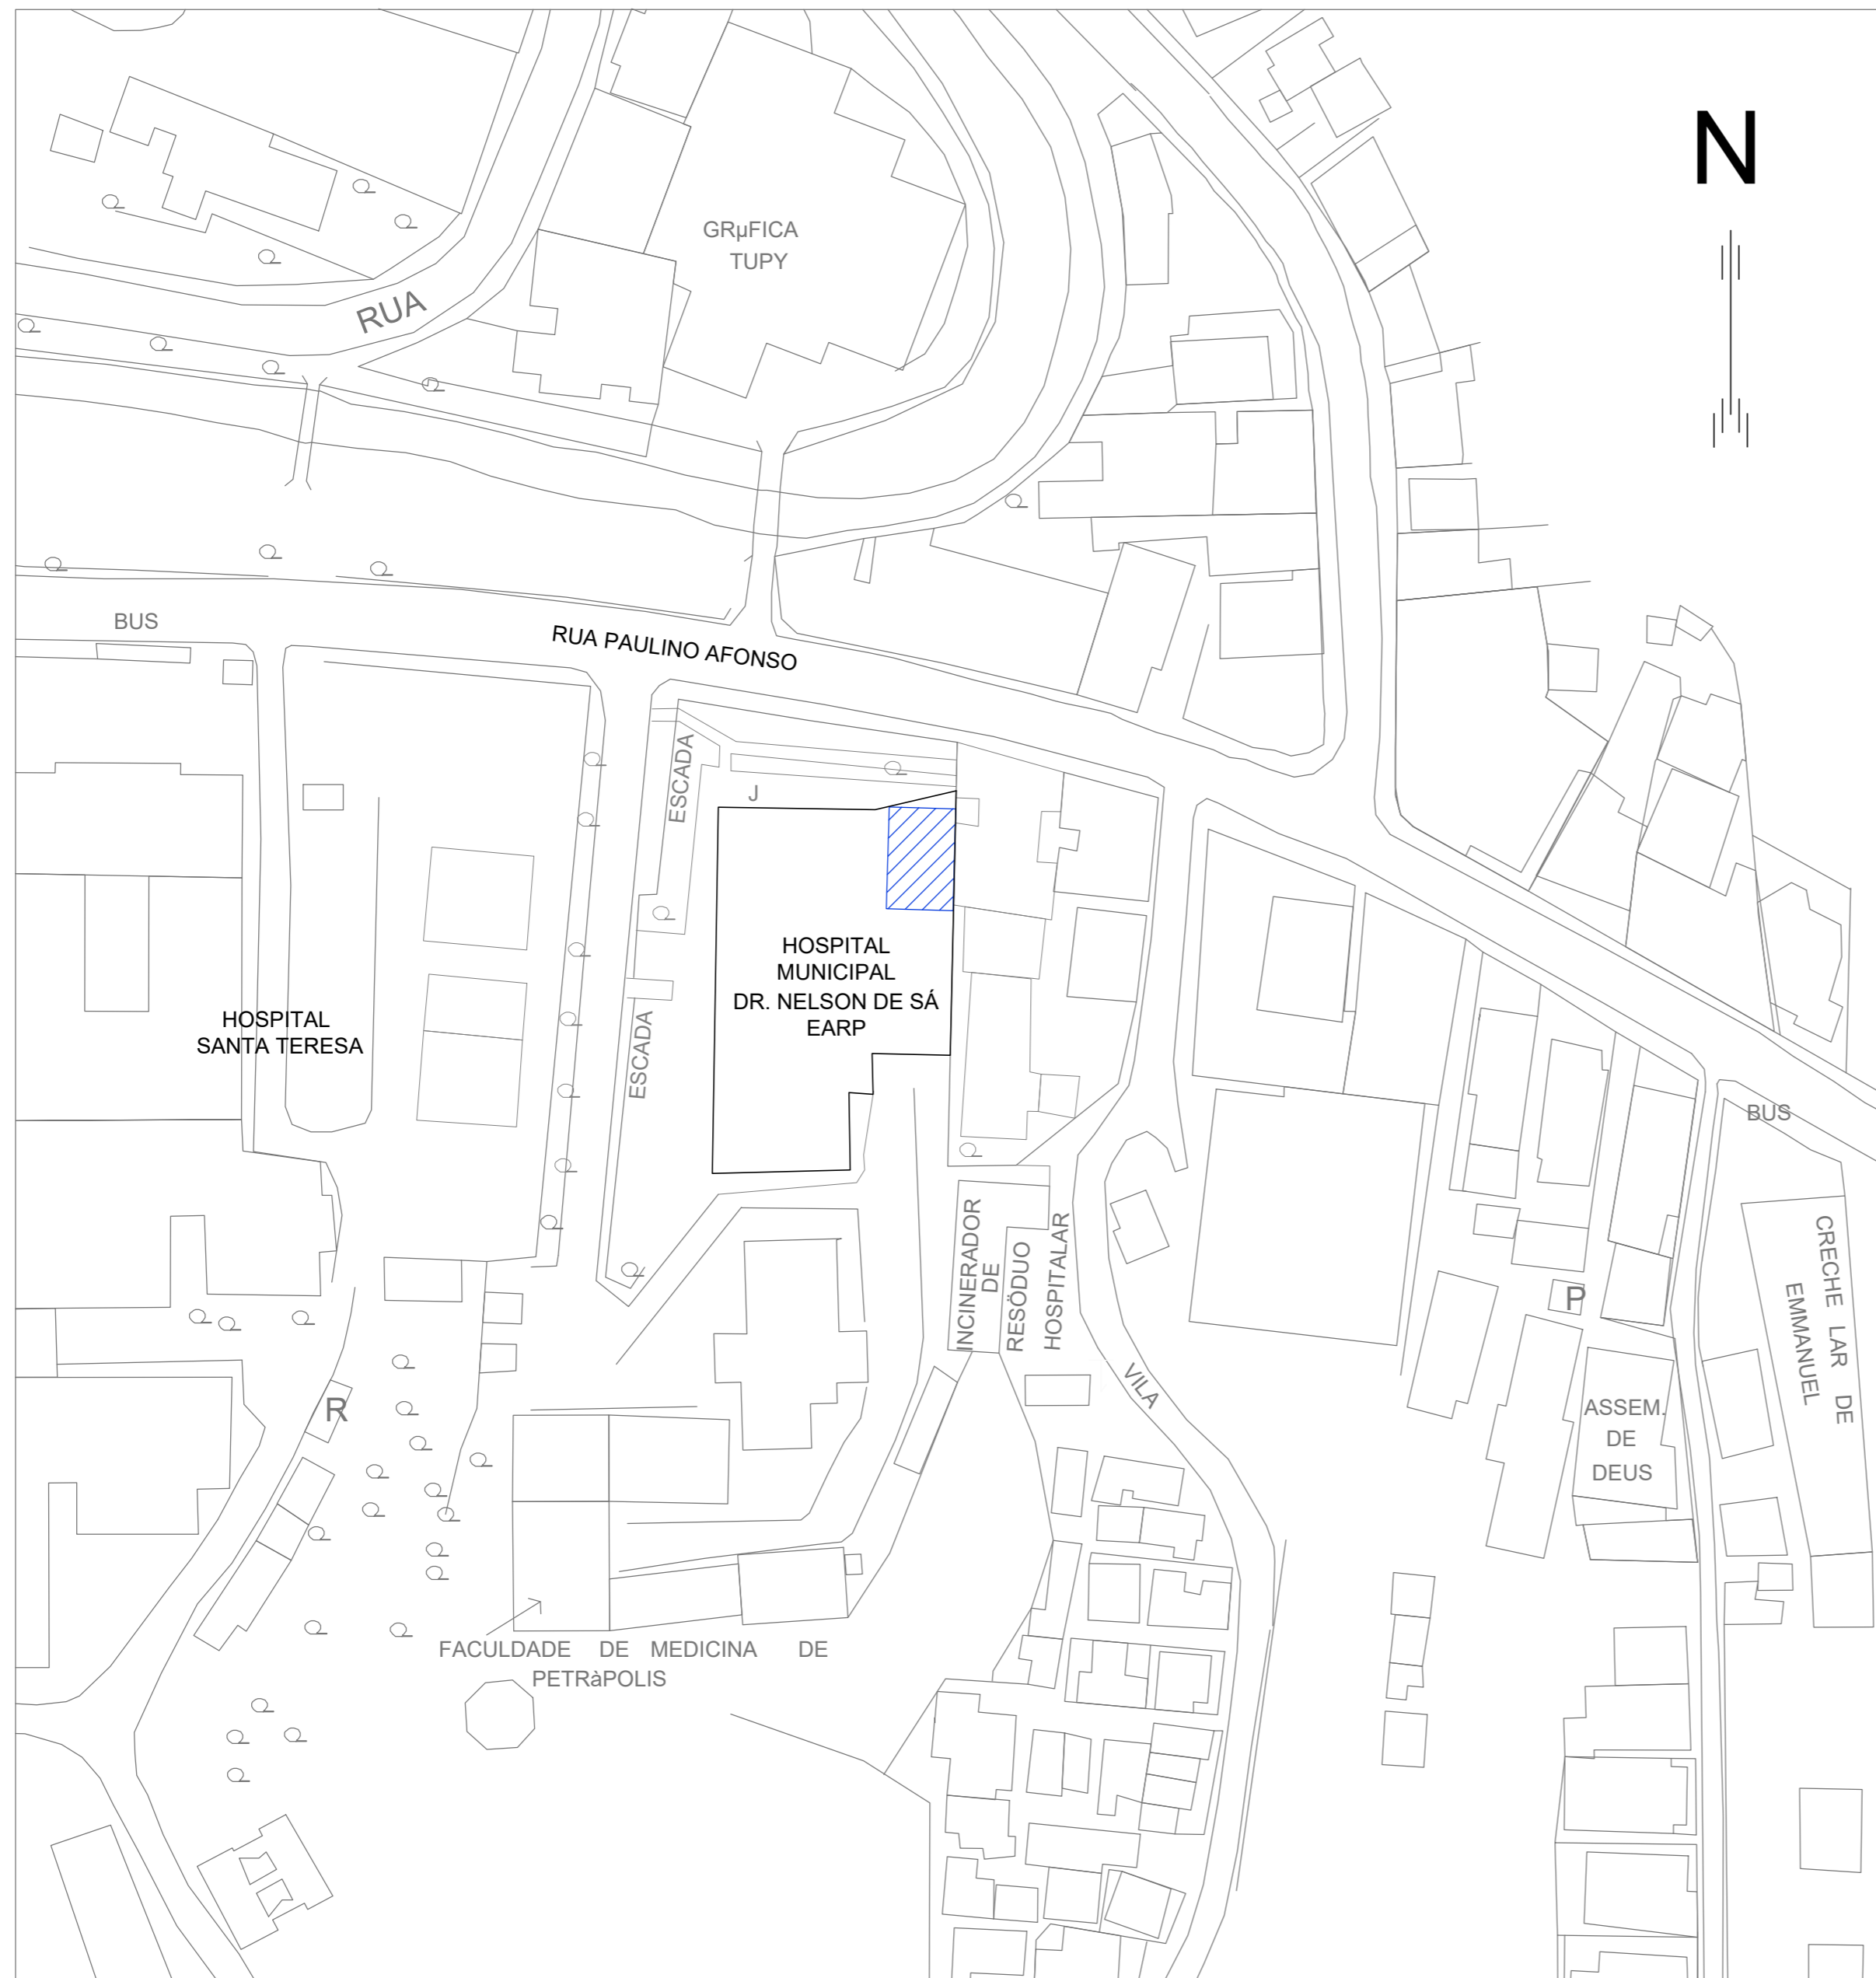 N
GRµFICA
TUPY
RUA
BUS
RUA PAULINO AFONSO
ESCADA
J
HOSPITAL
MUNICIPAL
DR. NELSON DE SÁ
EARP
HOSPITAL
SANTA TERESA
ESCADA
BUS
INCINERADOR
DE
RESÖDUO
HOSPITALAR
CRECHE LAR DE
EMMANUEL
P
VILA
R
ASSEM.
DE
DEUS
FACULDADE DE MEDICINA DE
PETRàPOLIS